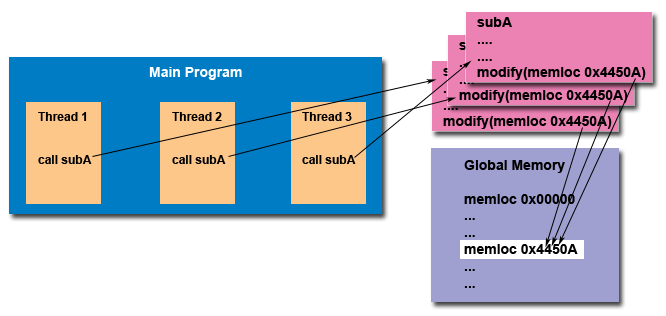 Main Program
Thread 1
call subA
Thread 2
call subA
Thread 3
call subA
subA
....
....
modify(memloc 0x4450A)
s
..
....
modify(memloc 0x4450A)
s
..
....
modify(memloc 0x4450A)
Global Memory
memloc 0x00000
...
...
memloc 0x4450A
...
...